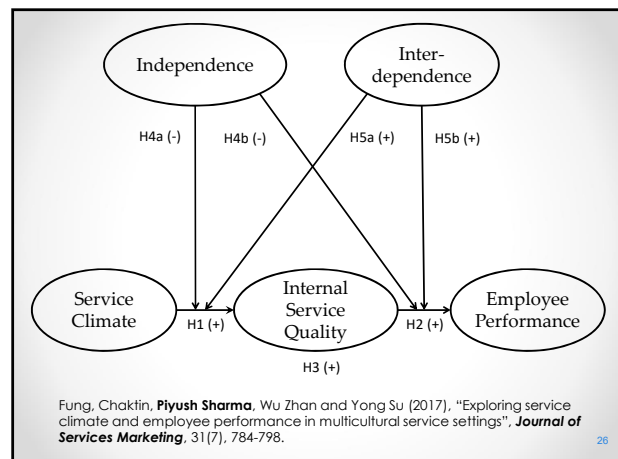 Independence
Inter-
dependence
H4a (-)
H4b (-)
H5a (+)
H5b (+)
Service
Climate
H1 (+)
Internal
Service
Quality
H2 (+)
Employee
Performance
H3 (+)
Fung, Chaktin, Piyush Sharma, Wu Zhan and Yong Su (2017), “Exploring service
climate and employee performance in multicultural service settings”, Journal of
Services Marketing, 31(7), 784-798.
26